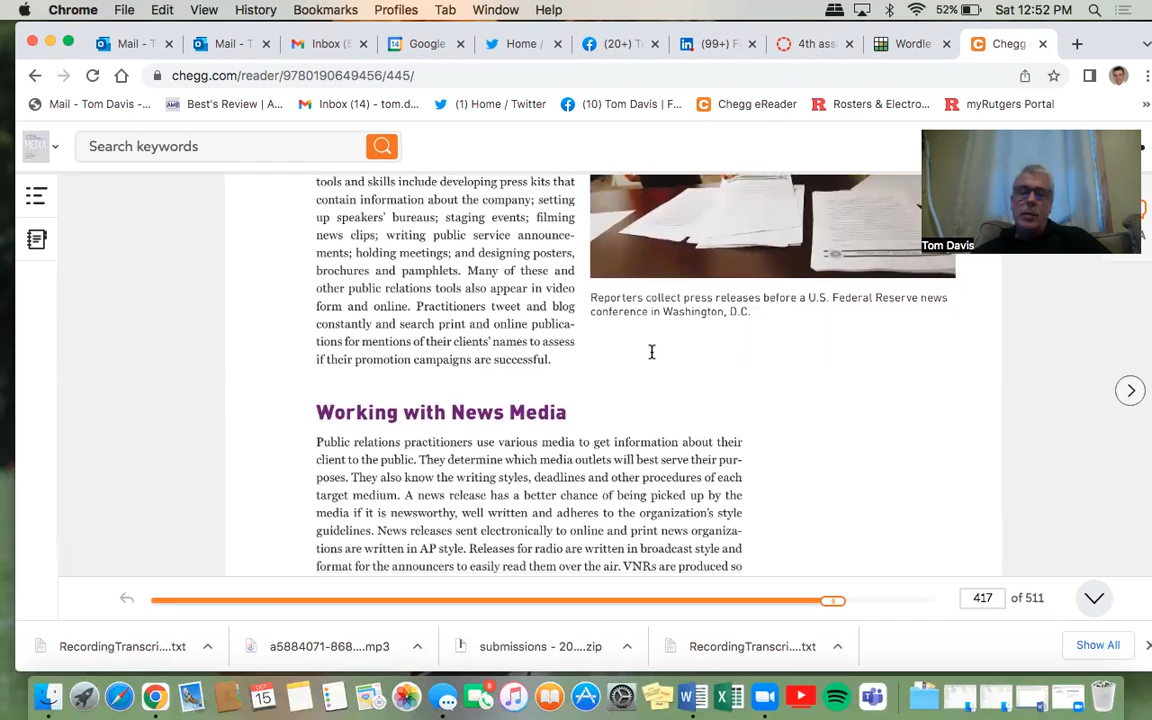 Chrome File Edit View History Bookmarks Profiles Tab Window Help 52% Sat 12:52 PM
Mail - T Mail - T Inbox (5 Google Home / (20+) T (99+) F 4th ass Wordle Chegg
chegg.com/reader/9780190649456/445/
Mail - Tom Davis -... Best's Review | A... Inbox (14) - tom.d... (1) Home / Twitter (10) Tom Davis | F... Chegg eReader Rosters & Electro... myRutgers Portal »
Search keywords
Tom Davis
tools and skills include developing press kits that
contain information about the company; setting
up speakers' bureaus; staging events; filming
news clips; writing public service announce-
ments; holding meetings; and designing posters,
brochures and pamphlets. Many of these and
other public relations tools also appear in video
form and online. Practitioners tweet and blog
constantly and search print and online publica-
tions for mentions of their clients' names to assess
if their promotion campaigns are successful.
Reporters collect press releases before a U.S. Federal Reserve news
conference in Washington, D.C.
Working with News Media
Public relations practitioners use various media to get information about their
client to the public. They determine which media outlets will best serve their pur-
poses. They also know the writing styles, deadlines and other procedures of each
target medium. A news release has a better chance of being picked up by the
media if it is newsworthy, well written and adheres to the organization's style
guidelines. News releases sent electronically to online and print news organiza-
tions are written in AP style. Releases for radio are written in broadcast style and
format for the announcers to easily read them over the air. VNRs are produced so
417 of 511
RecordingTranscri....txt a5884071-868....mp3 submissions - 20....zip RecordingTranscri....txt Show All
OCT
15
8